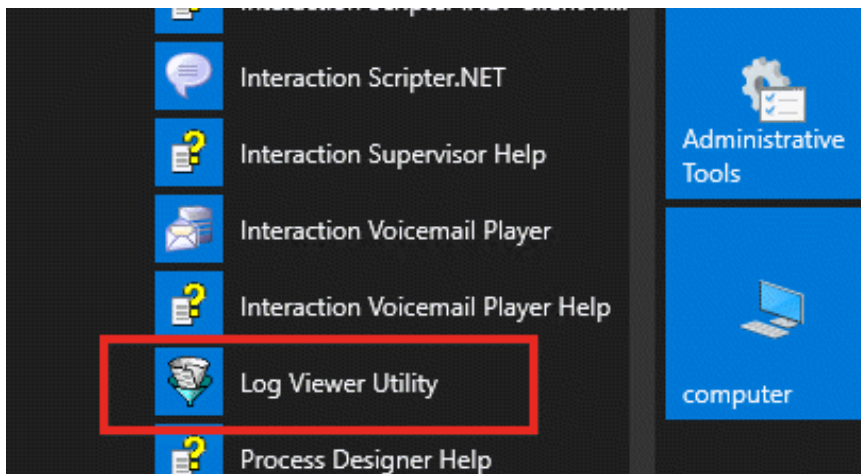 Interaction Scripter.NET
Interaction Supervisor Help
Interaction Voicemail Player
Interaction Voicemail Player Help
Log Viewer Utility
Process Designer Help
Administrative
Tools
computer